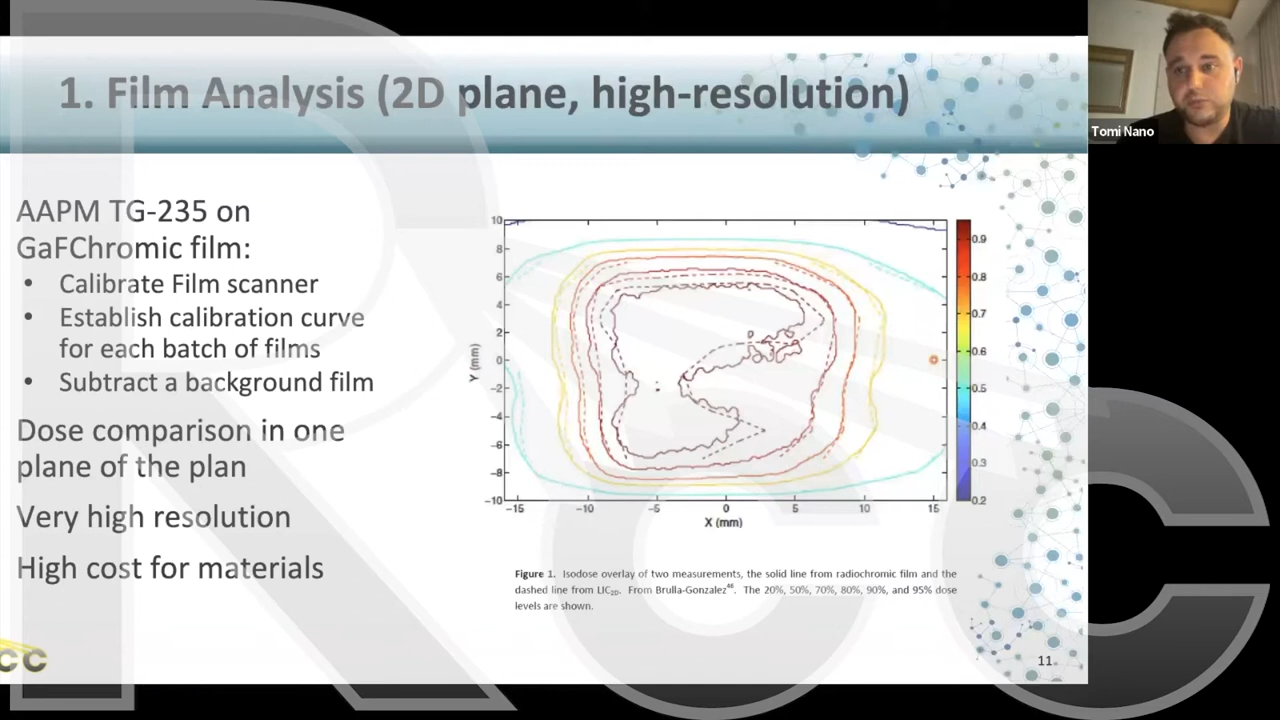 1. Film Analysis (2D plane, high-resolution)
Tomi Nano
AAPM TG-235 on
GaFChromic film:
• Calibrate Film scanner
• Establish calibration curve
for each batch of films
• Subtract a background film
Dose comparison in one
plane of the plan
Very high resolution
High cost for materials
10
8
6
4
2
0
−2
−4
−6
−8
−10
Y (mm)
−15
−10
−5
0
5
10
15
X (mm)
0.9
0.8
0.7
0.6
0.5
0.4
0.3
0.2
Figure 1. Isodose overlay of two measurements, the solid line from radiochromic film and the
dashed line from LIC2D. From Brulla-Gonzalez46. The 20%, 50%, 70%, 80%, 90%, and 95% dose
levels are shown.
CC
11
RCC